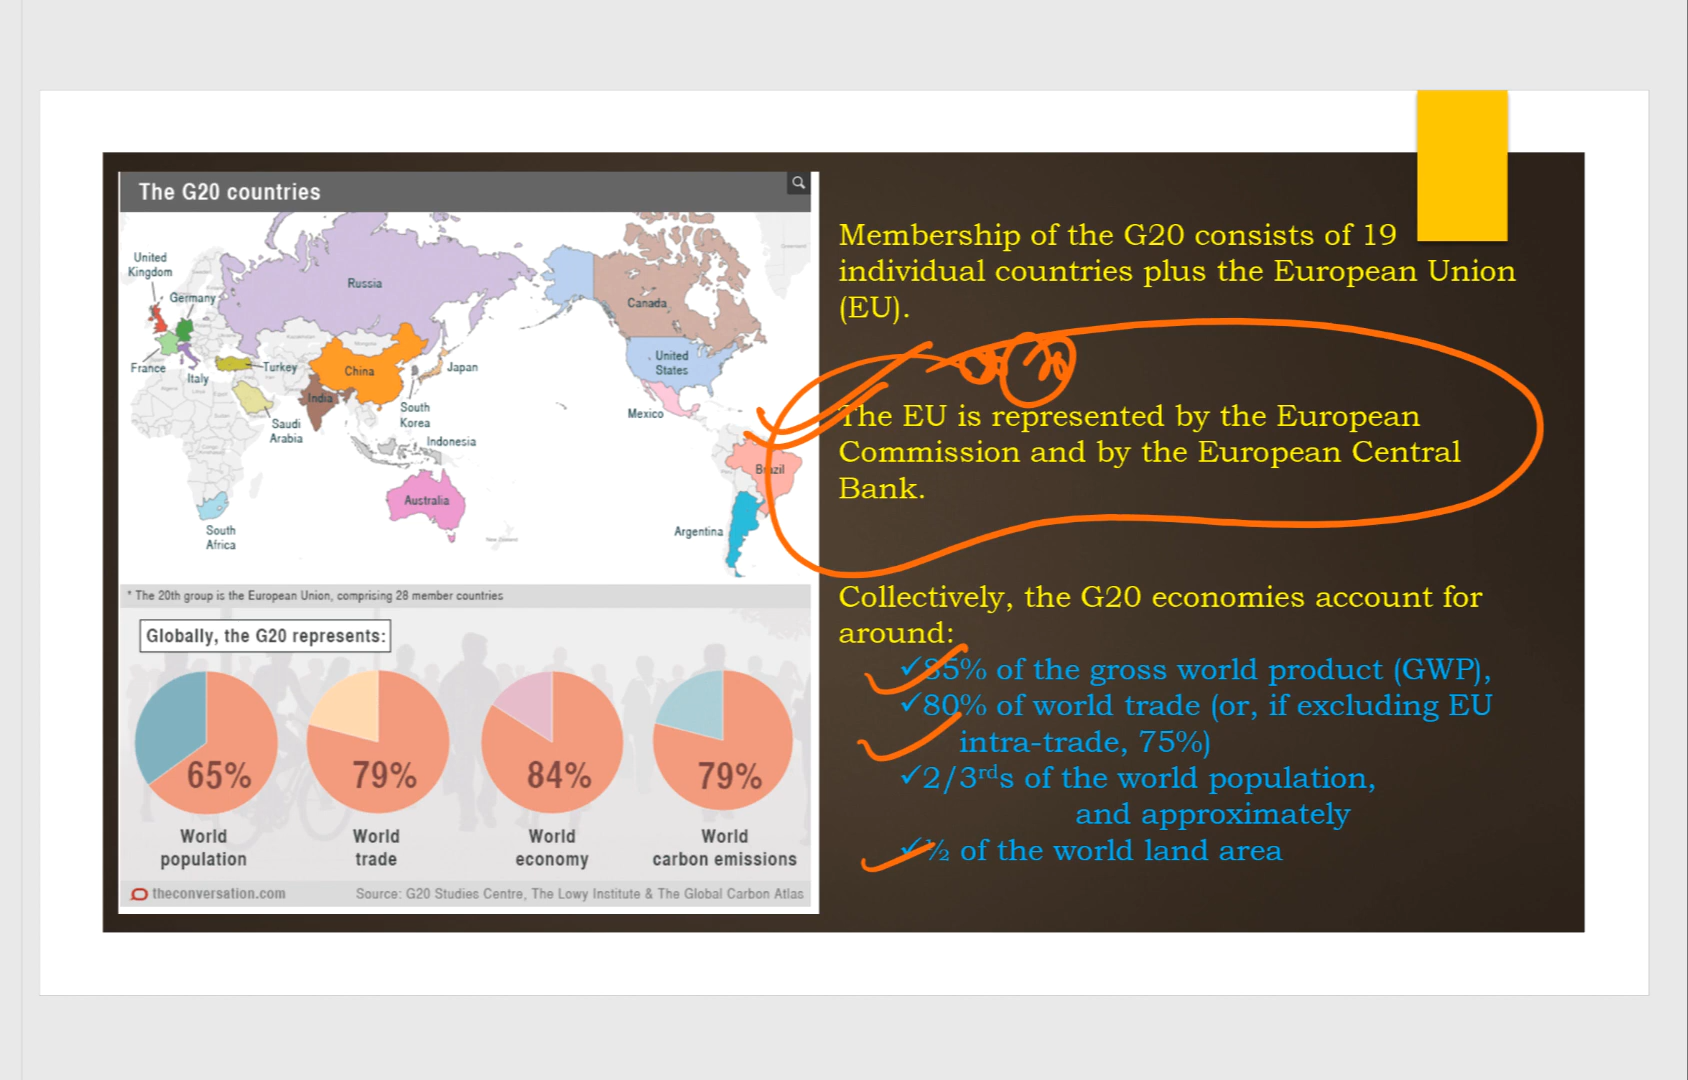 The G20 countries
United
Kingdom
Germany
Russia
Canada
France
Italy
Turkey
China
Japan
United
States
India
Saudi
Arabia
South
Korea
Mexico
Indonesia
Brazil
Australia
South
Africa
New Zealand
Argentina
* The 20th group is the European Union, comprising 28 member countries
Globally, the G20 represents:
65%
79%
84%
79%
World
population
World
trade
World
economy
World
carbon emissions
theconversation.com
Source: G20 Studies Centre, The Lowy Institute & The Global Carbon Atlas
Membership of the G20 consists of 19
individual countries plus the European Union
(EU).
The EU is represented by the European
Commission and by the European Central
Bank.
Collectively, the G20 economies account for
around:
✓85% of the gross world product (GWP),
✓80% of world trade (or, if excluding EU
intra-trade, 75%)
✓2/3rds of the world population,
and approximately
✓½ of the world land area